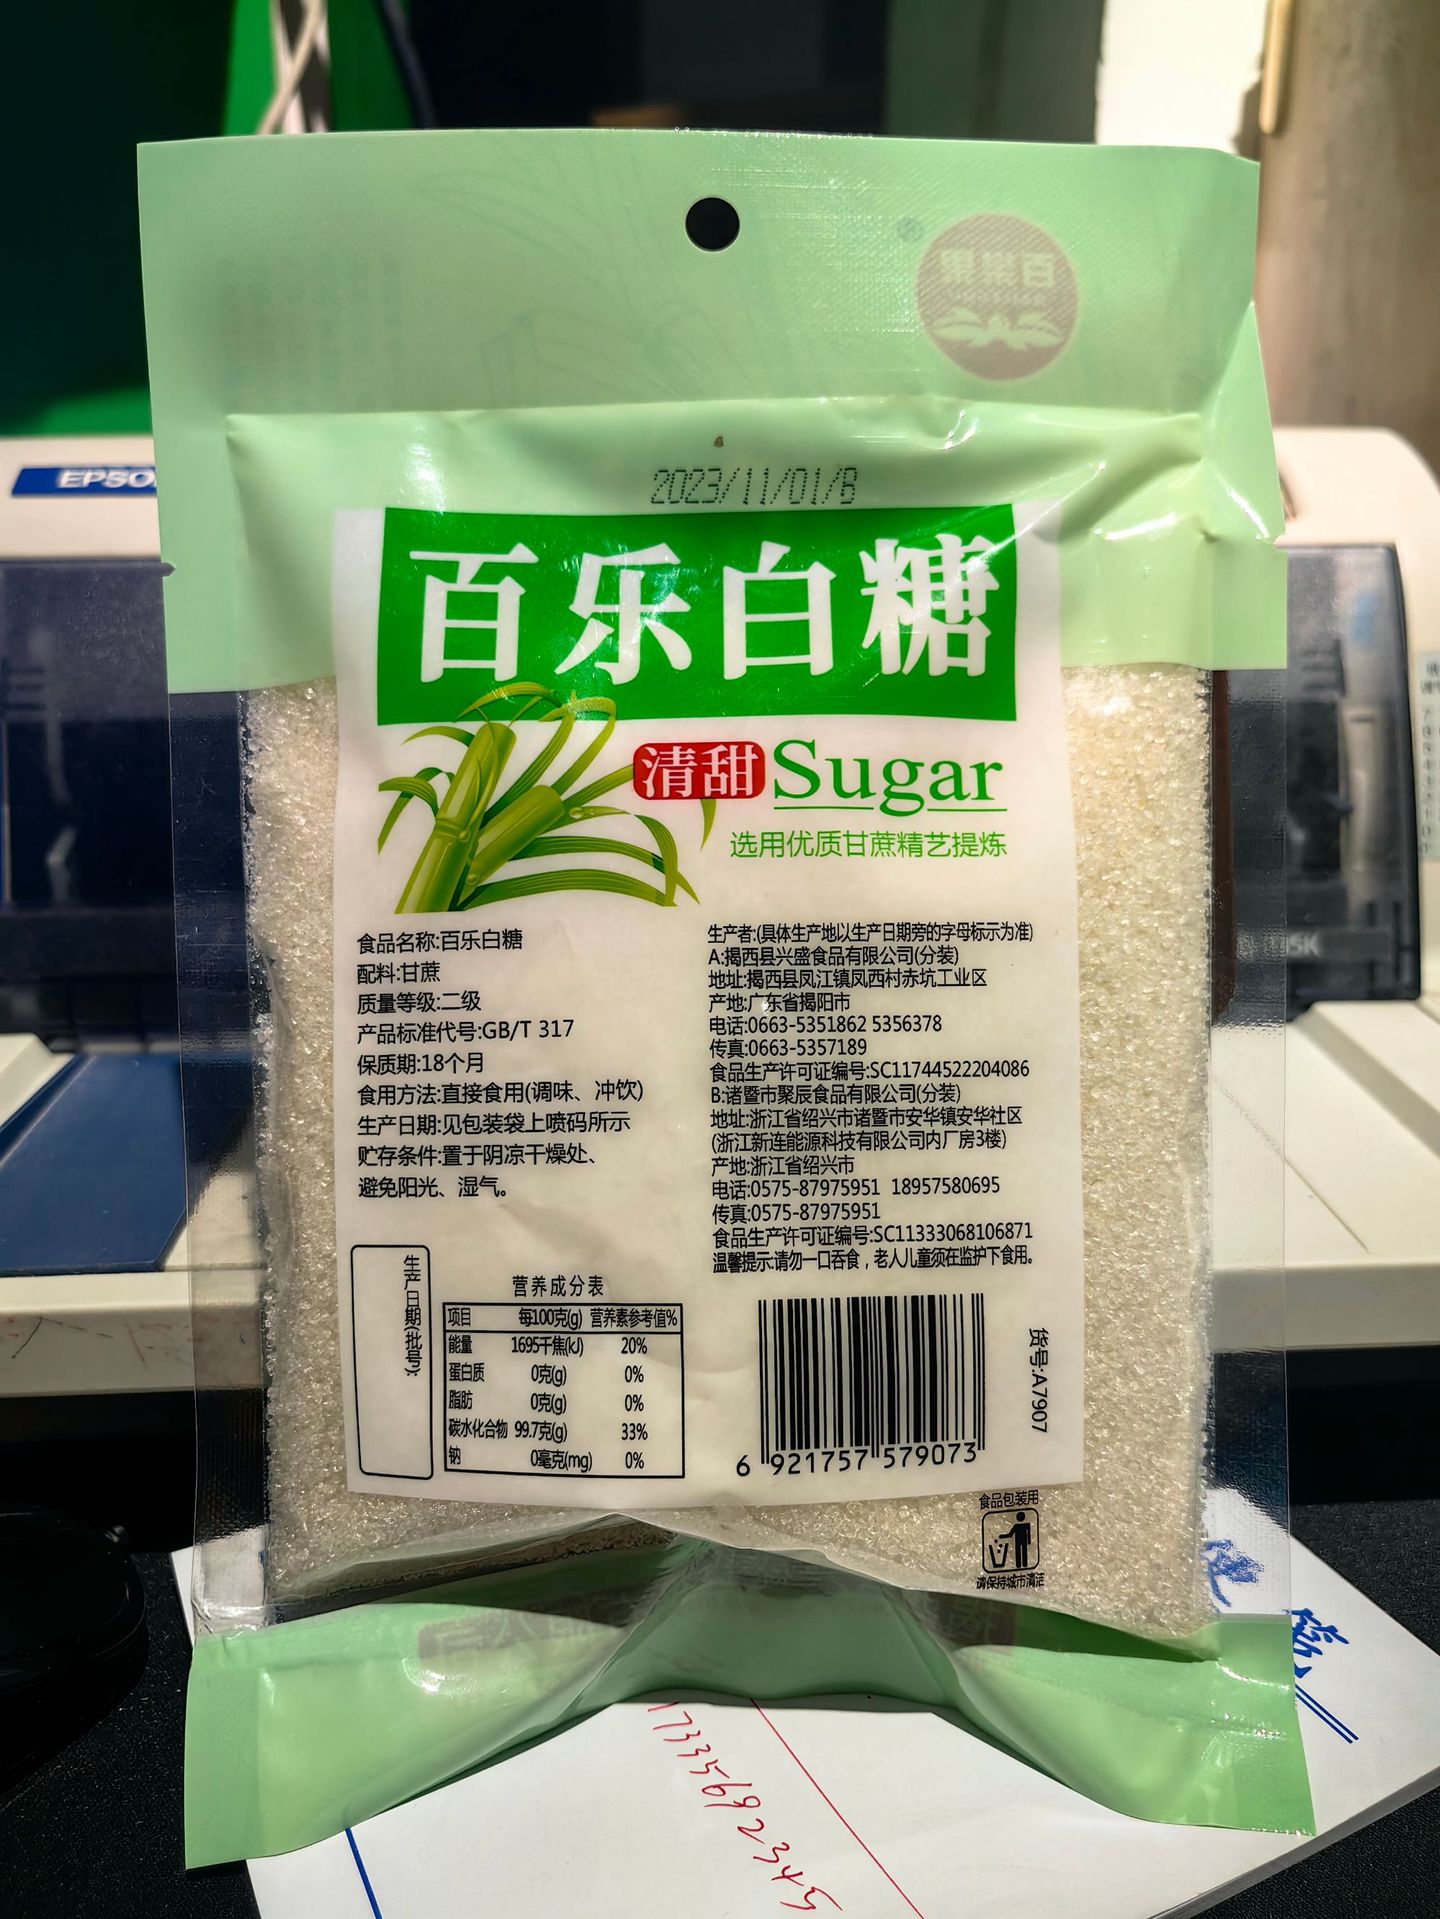 EPSO
百乐果
2023/11/01/B
百乐白糖
清甜 Sugar
选用优质甘蔗精艺提炼
食品名称:百乐白糖
配料:甘蔗
质量等级:二级
产品标准代号:GB/T 317
保质期:18个月
食用方法:直接食用(调味、冲饮)
生产日期:见包装袋上喷码所示
贮存条件:置于阴凉干燥处、
避免阳光、湿气。
生产者:(具体生产地以生产日期旁的字母标示为准)
A:揭西县兴盛食品有限公司(分装)
地址:揭西县凤江镇凤西村赤坑工业区
产地:广东省揭阳市
电话:0663-5351862 5356378
传真:0663-5357189
食品生产许可证编号:SC11744522204086
B:诸暨市聚辰食品有限公司(分装)
地址:浙江省绍兴市诸暨市安华镇安华社区
(浙江新连能源科技有限公司内厂房3楼)
产地:浙江省绍兴市
电话:0575-87975951 18957580695
传真:0575-87975951
食品生产许可证编号:SC11333068106871
温馨提示:请勿一口吞食，老人儿童须在监护下食用。
生产日期(批号):
营养成分表
项目 每100克(g) 营养素参考值%
能量 1695千焦(kJ) 20%
蛋白质 0克(g) 0%
脂肪 0克(g) 0%
碳水化合物 99.7克(g) 33%
钠 0毫克(mg) 0%
6 921757 579073
货号:A7907
食品包装用
请保持城市清洁
17335692345